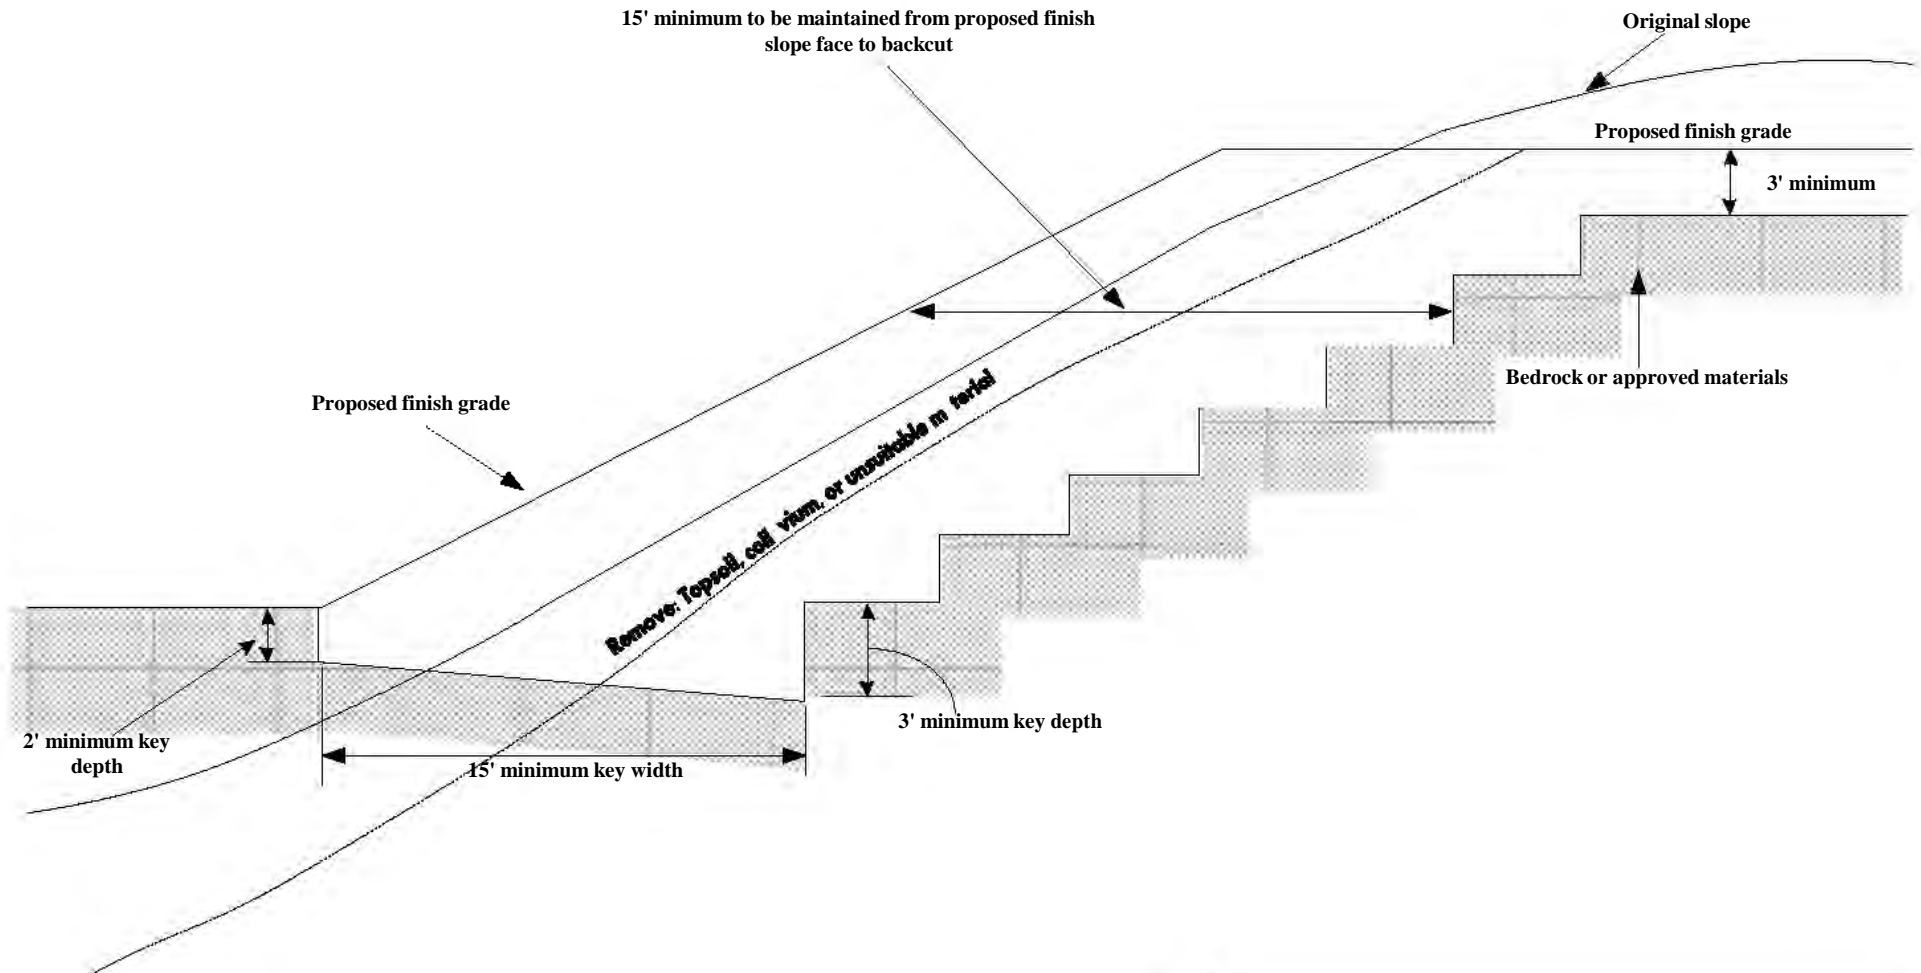 15' minimum to be maintained from proposed finish
slope face to backcut
Original slope
Proposed finish grade
3' minimum
Bedrock or approved materials
Proposed finish grade
Remove: Topsoil, coll vium, or unsuitable m terial
3' minimum key depth
2' minimum key
depth
15' minimum key width